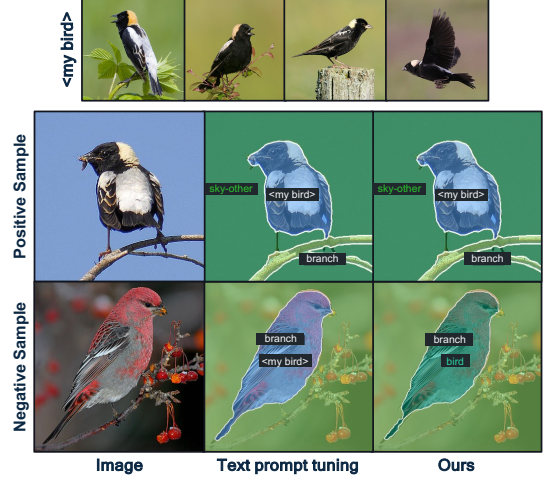 <my bird>
Positive Sample
sky-other
<my bird>
branch
sky-other
<my bird>
branch
Negative Sample
branch
<my bird>
branch
bird
Image
Text prompt tuning
Ours